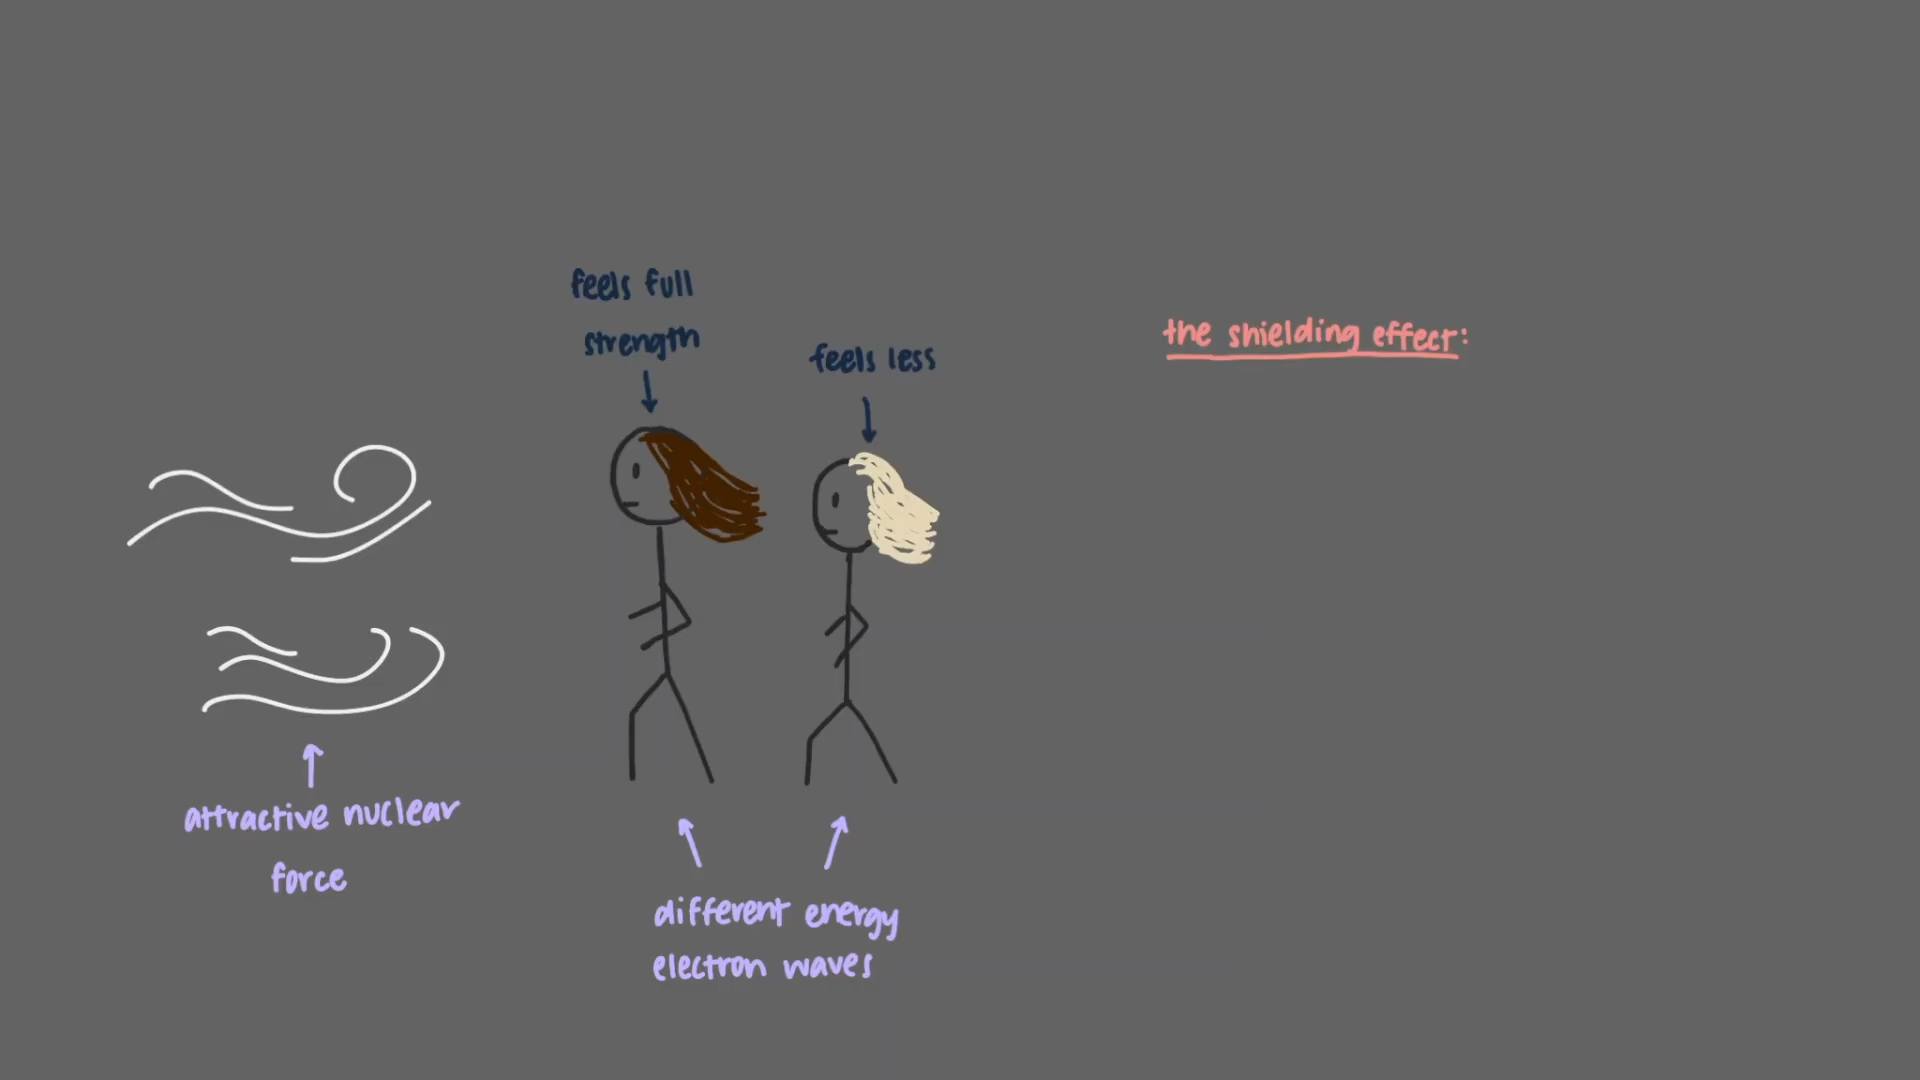 feels full
strength
feels less
the shielding effect:
attractive nuclear
force
different energy
electron waves